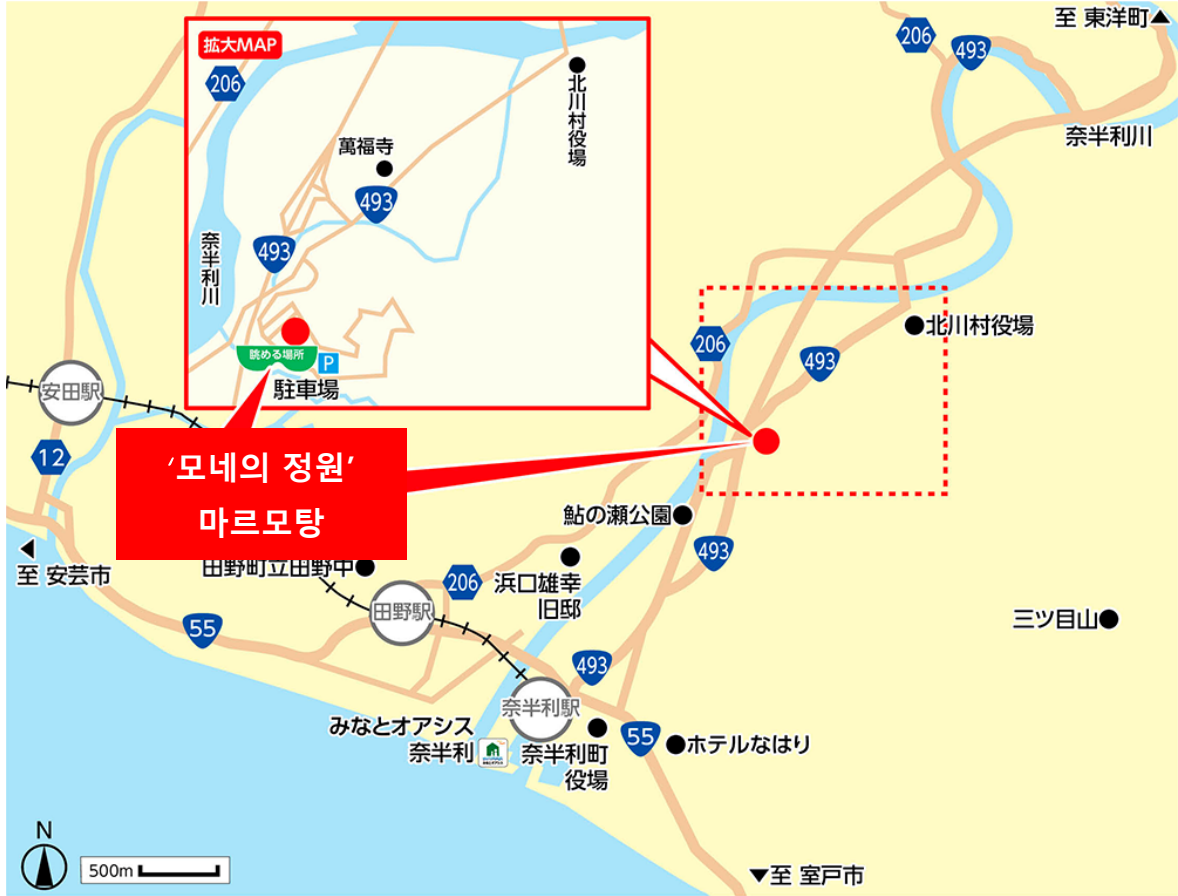 至 東洋町▲
206
493
拡大MAP
206
北川村役場
萬福寺
493
奈半利川
493
奈半利川
眺める場所
P
駐車場
北川村役場
206
493
安田駅
12
‘모네의 정원’
마르모탕
鮎の瀬公園
493
至 安芸市
田野町立田野中
206
浜口雄幸
旧邸
田野駅
55
三ツ目山
493
奈半利駅
みなとオアシス
奈半利
奈半利町
役場
55
ホテルなはり
N
500m
▼至 室戸市